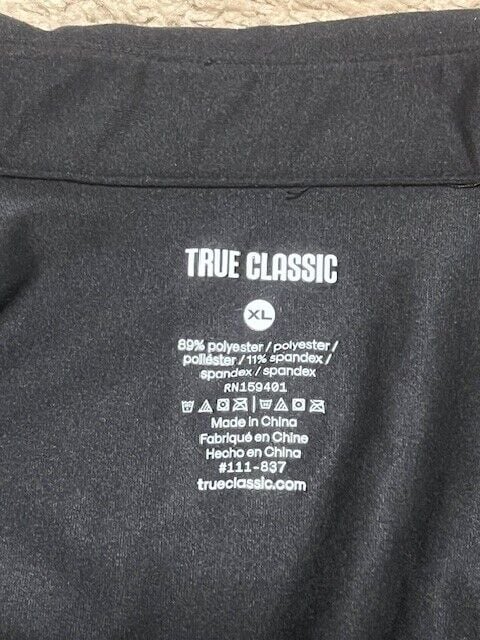 TRUE CLASSIC
XL
89% polyester / polyester /
poliéster / 11% spandex /
spandex / spandex
RN159401
Made in China
Fabriqué en Chine
Hecho en China
#111-837
trueclassic.com